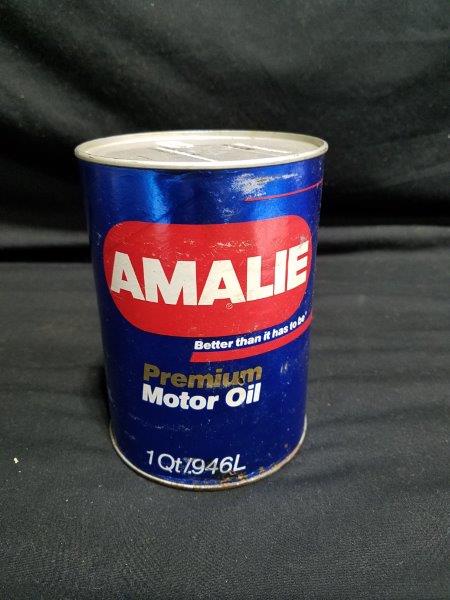 AMALIE®
Better than it has to be®
Premium
Motor Oil
1 Qt/.946L